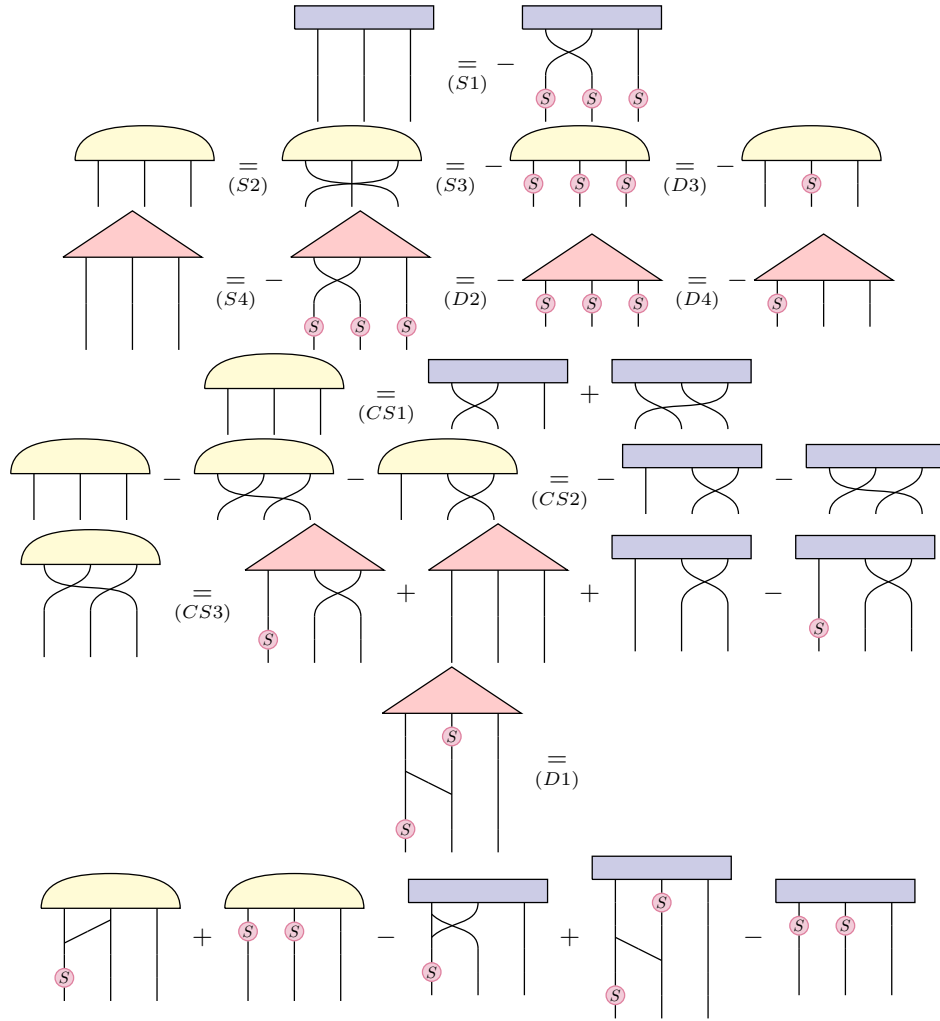 = −
(S1)
S S S
= = − = −
(S2) (S3) S S S (D3) S
= − = − = −
(S4) S S S (D2) S S S (D4) S
= +
(CS1)
− − = − −
(CS2)
= + + −
(CS3) S S
S
=
(D1)
S
+ S S − + S − S S
S S S